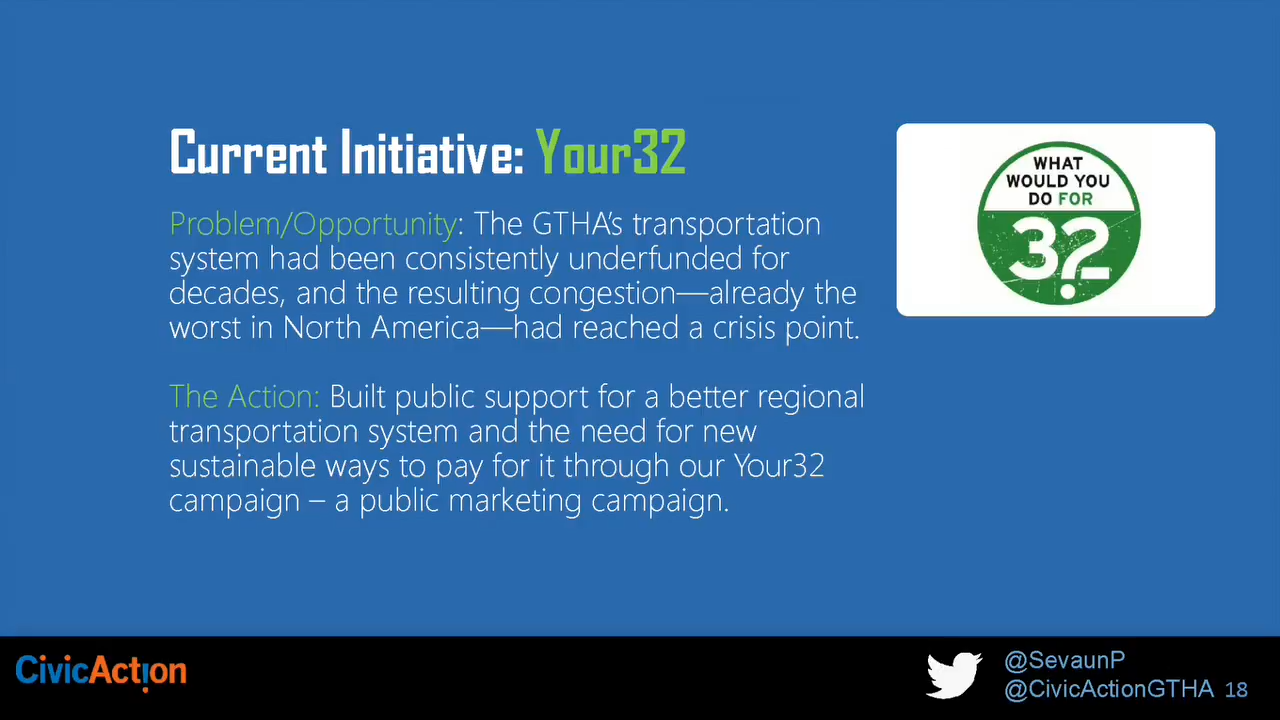 Current Initiative: Your32
Problem/Opportunity: The GTHA’s transportation
system had been consistently underfunded for
decades, and the resulting congestion—already the
worst in North America—had reached a crisis point.
The Action: Built public support for a better regional
transportation system and the need for new
sustainable ways to pay for it through our Your32
campaign – a public marketing campaign.
WHAT
WOULD YOU
DO FOR
32
CivicAction
@SevaunP
@CivicActionGTHA 18